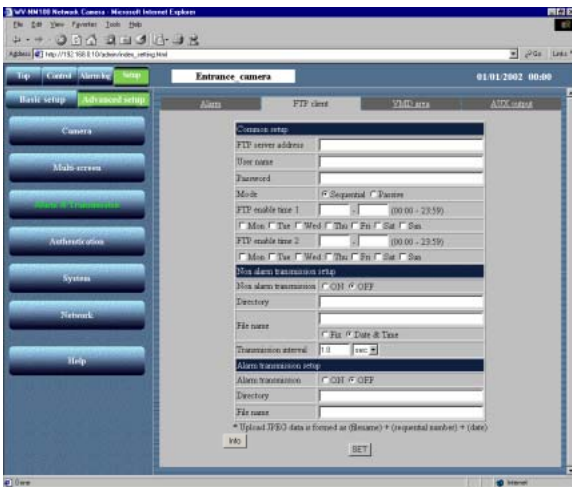 WV-NM100 Network Camera - Microsoft Internet Explorer
File Edit View Favorites Tools Help
Address http://192.168.0.10/admin/index_setting.html Go Links
Top Control Alarm log Setup Entrance_camera 01/01/2002 00:00
Basic setup Advanced setup
Alarm FTP client VMD area AUX output
Camera
Multi-screen
Alarm & Transmission
Authentication
System
Network
Help
Common setup
FTP server address
User name
Password
Mode Sequential Passive
FTP enable time 1 - (00:00 - 23:59)
Mon Tue Wed Thu Fri Sat Sun
FTP enable time 2 - (00:00 - 23:59)
Mon Tue Wed Thu Fri Sat Sun
Non alarm transmission setup
Non alarm transmission ON OFF
Directory
File name
Fix Date & Time
Transmission interval 1.0 sec
Alarm transmission setup
Alarm transmission ON OFF
Directory
File name
* Upload JPEG data is formed as (filename) + (sequential number) + (date)
Info
SET
Done Internet